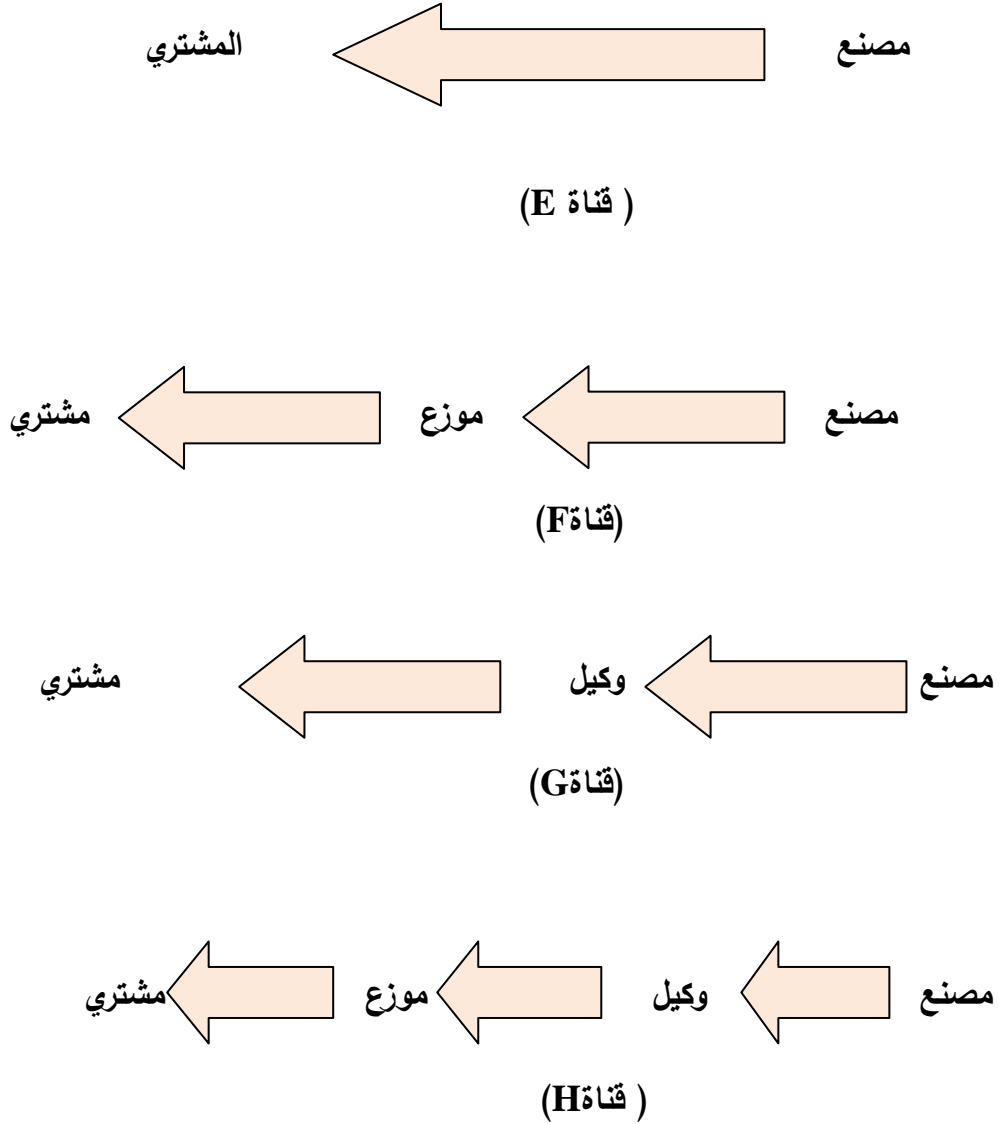 مصنع المشتري
( قناة E)
مصنع موزع مشتري
(قناةF)
مصنع وكيل مشتري
(قناةG)
مصنع وكيل موزع مشتري
( قناةH)